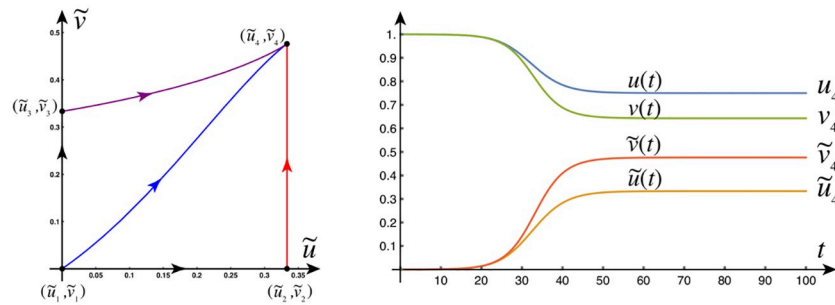 ṽ
(ũ₄,ṽ₄)
0.5
0.4
(ũ₃,ṽ₃)
0.3
0.2
0.1
ũ
0.05
0.1
0.15
0.2
0.25
0.3
0.35
(ũ₁,ṽ₁)
(ũ₂,ṽ₂)
1.
0.9
0.8
0.7
0.6
0.5
0.4
0.3
0.2
0.1
u(t)
u₄
v(t)
v₄
ṽ(t)
ṽ₄
ũ(t)
ũ₄
t
10 20 30 40 50 60 70 80 90 100